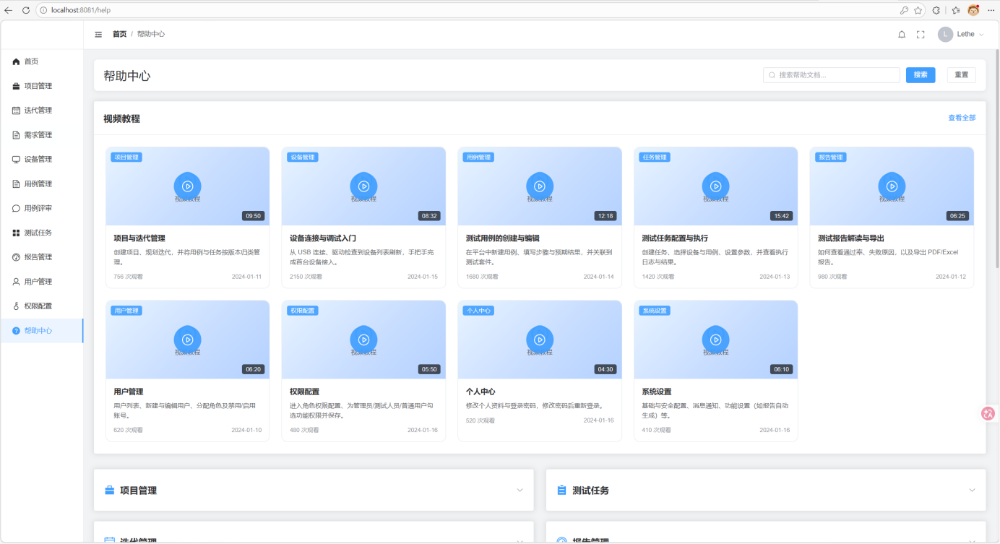 localhost:8081/help
首页 / 帮助中心
L Lethe
首页
项目管理
迭代管理
需求管理
设备管理
用例管理
用例评审
测试任务
报告管理
用户管理
权限配置
帮助中心
帮助中心
搜索帮助文档...
搜索
重置
视频教程
查看全部
项目管理
视频教程
09:50
项目与迭代管理
创建项目、规划迭代，并将用例与任务按版本归类管
理。
756 次观看 2024-01-11
设备管理
视频教程
08:32
设备连接与调试入门
从 USB 连接、驱动检查到设备列表刷新，手把手完
成首台设备接入。
2150 次观看 2024-01-15
用例管理
视频教程
12:18
测试用例的创建与编辑
在平台中新建用例、填写步骤与预期结果，并关联到
测试套件。
1680 次观看 2024-01-14
任务管理
视频教程
15:42
测试任务配置与执行
创建任务、选择设备与用例、设置参数，并查看执行
日志与结果。
1420 次观看 2024-01-13
报告管理
视频教程
06:25
测试报告解读与导出
如何查看通过率、失败原因，以及导出 PDF/Excel
报告。
980 次观看 2024-01-12
用户管理
视频教程
06:20
用户管理
用户列表、新建与编辑用户、分配角色及禁用/启用
账号。
620 次观看 2024-01-10
权限配置
视频教程
05:50
权限配置
进入角色权限配置、为管理员/测试人员/普通用户勾
选功能权限并保存。
480 次观看 2024-01-16
个人中心
视频教程
04:30
个人中心
修改个人资料与登录密码，修改密码后重新登录。
520 次观看 2024-01-16
系统设置
视频教程
06:10
系统设置
基础与安全配置、消息通知、功能设置（如报告自动
生成）等。
410 次观看 2024-01-16
项目管理
测试任务
迭代管理
报告管理